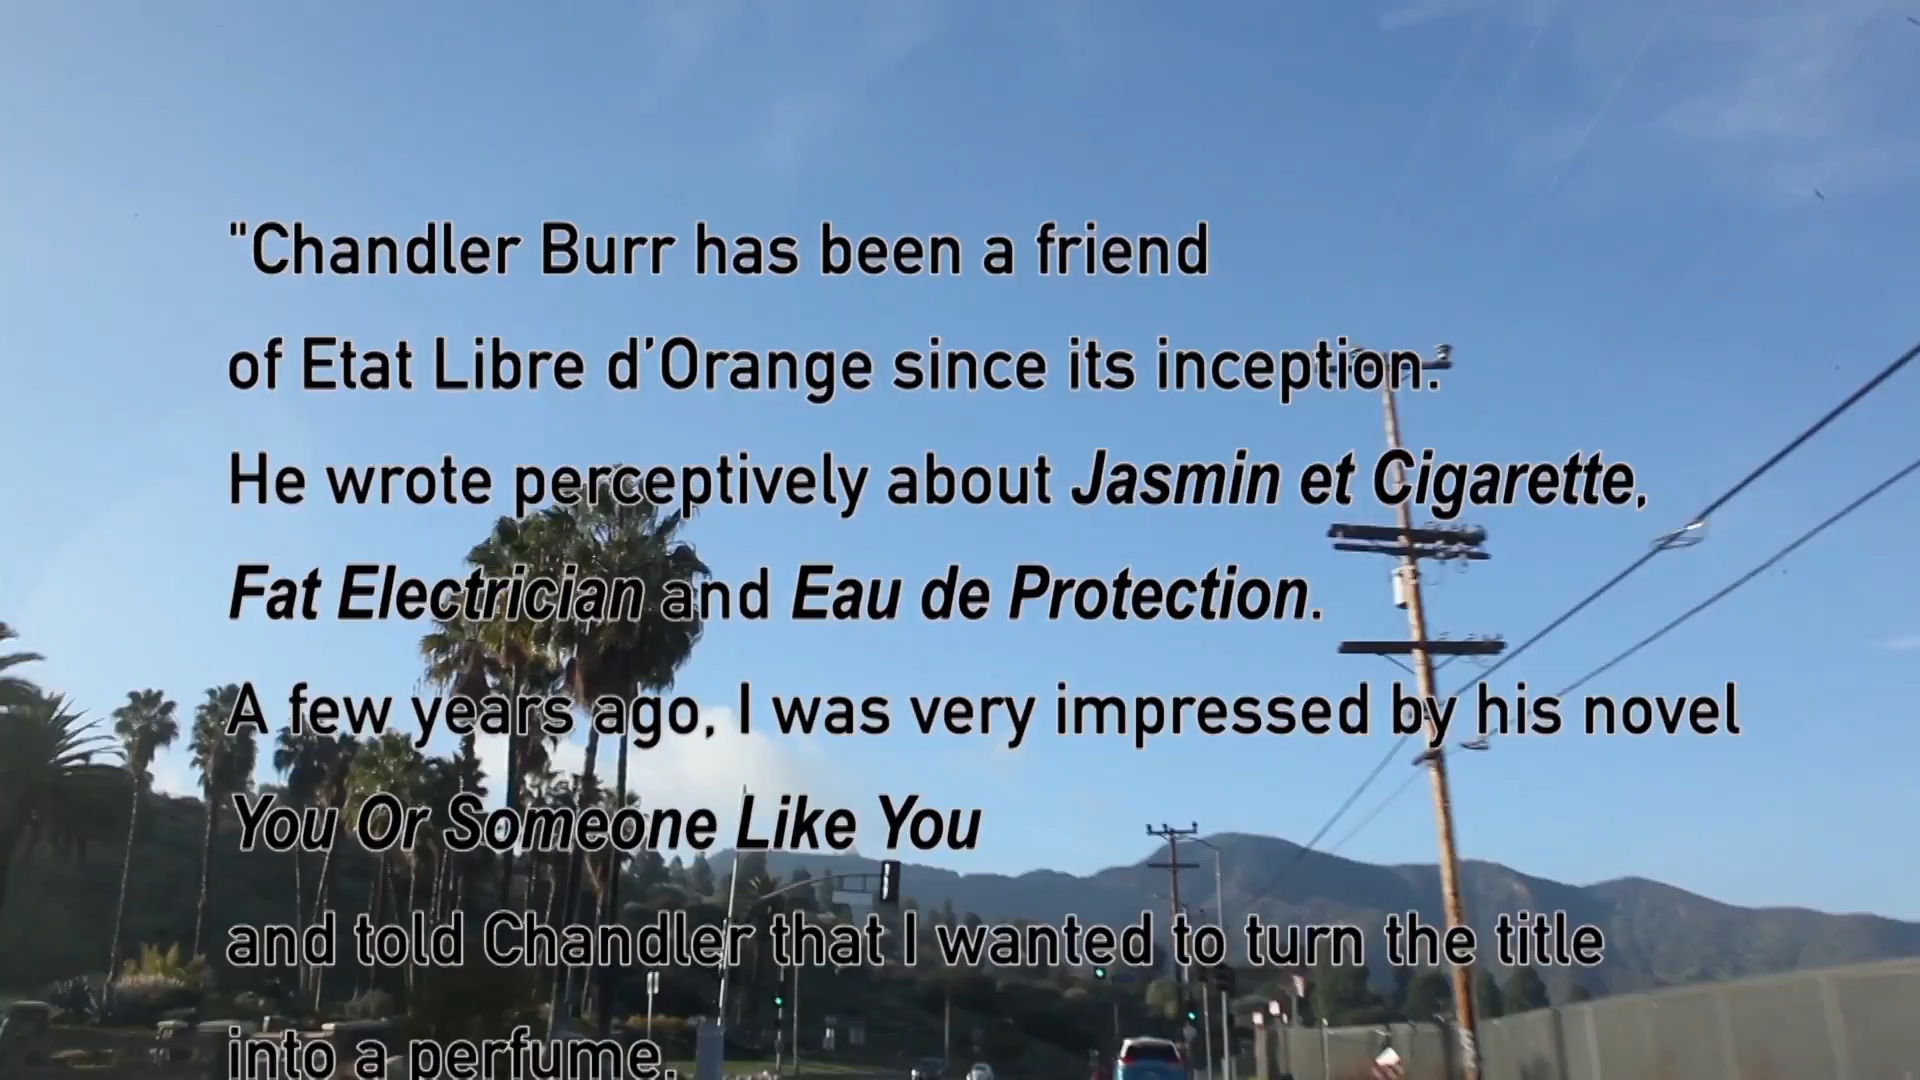 "Chandler Burr has been a friend
of Etat Libre d’Orange since its inception.
He wrote perceptively about Jasmin et Cigarette,
Fat Electrician and Eau de Protection.
A few years ago, I was very impressed by his novel
You Or Someone Like You
and told Chandler that I wanted to turn the title
into a perfume.